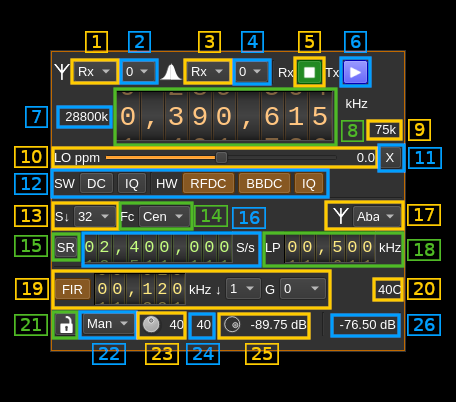 1 2 3 4 5 6
Rx 0 Rx 0 Rx Tx
7 28800k 0,390,615 kHz
8 75k 9
10 LO ppm 0.0 X 11
12 SW DC IQ HW RFDC BBDC IQ
13 S↓ 32 Fc Cen 14 16 Aba 17
15 SR 02,400,000 S/s LP 00,500 kHz 18
19 FIR 00,120 kHz ↓ 1 G 0 40C 20
21 Man 40 40 -89.75 dB -76.50 dB 26
22 23 24 25